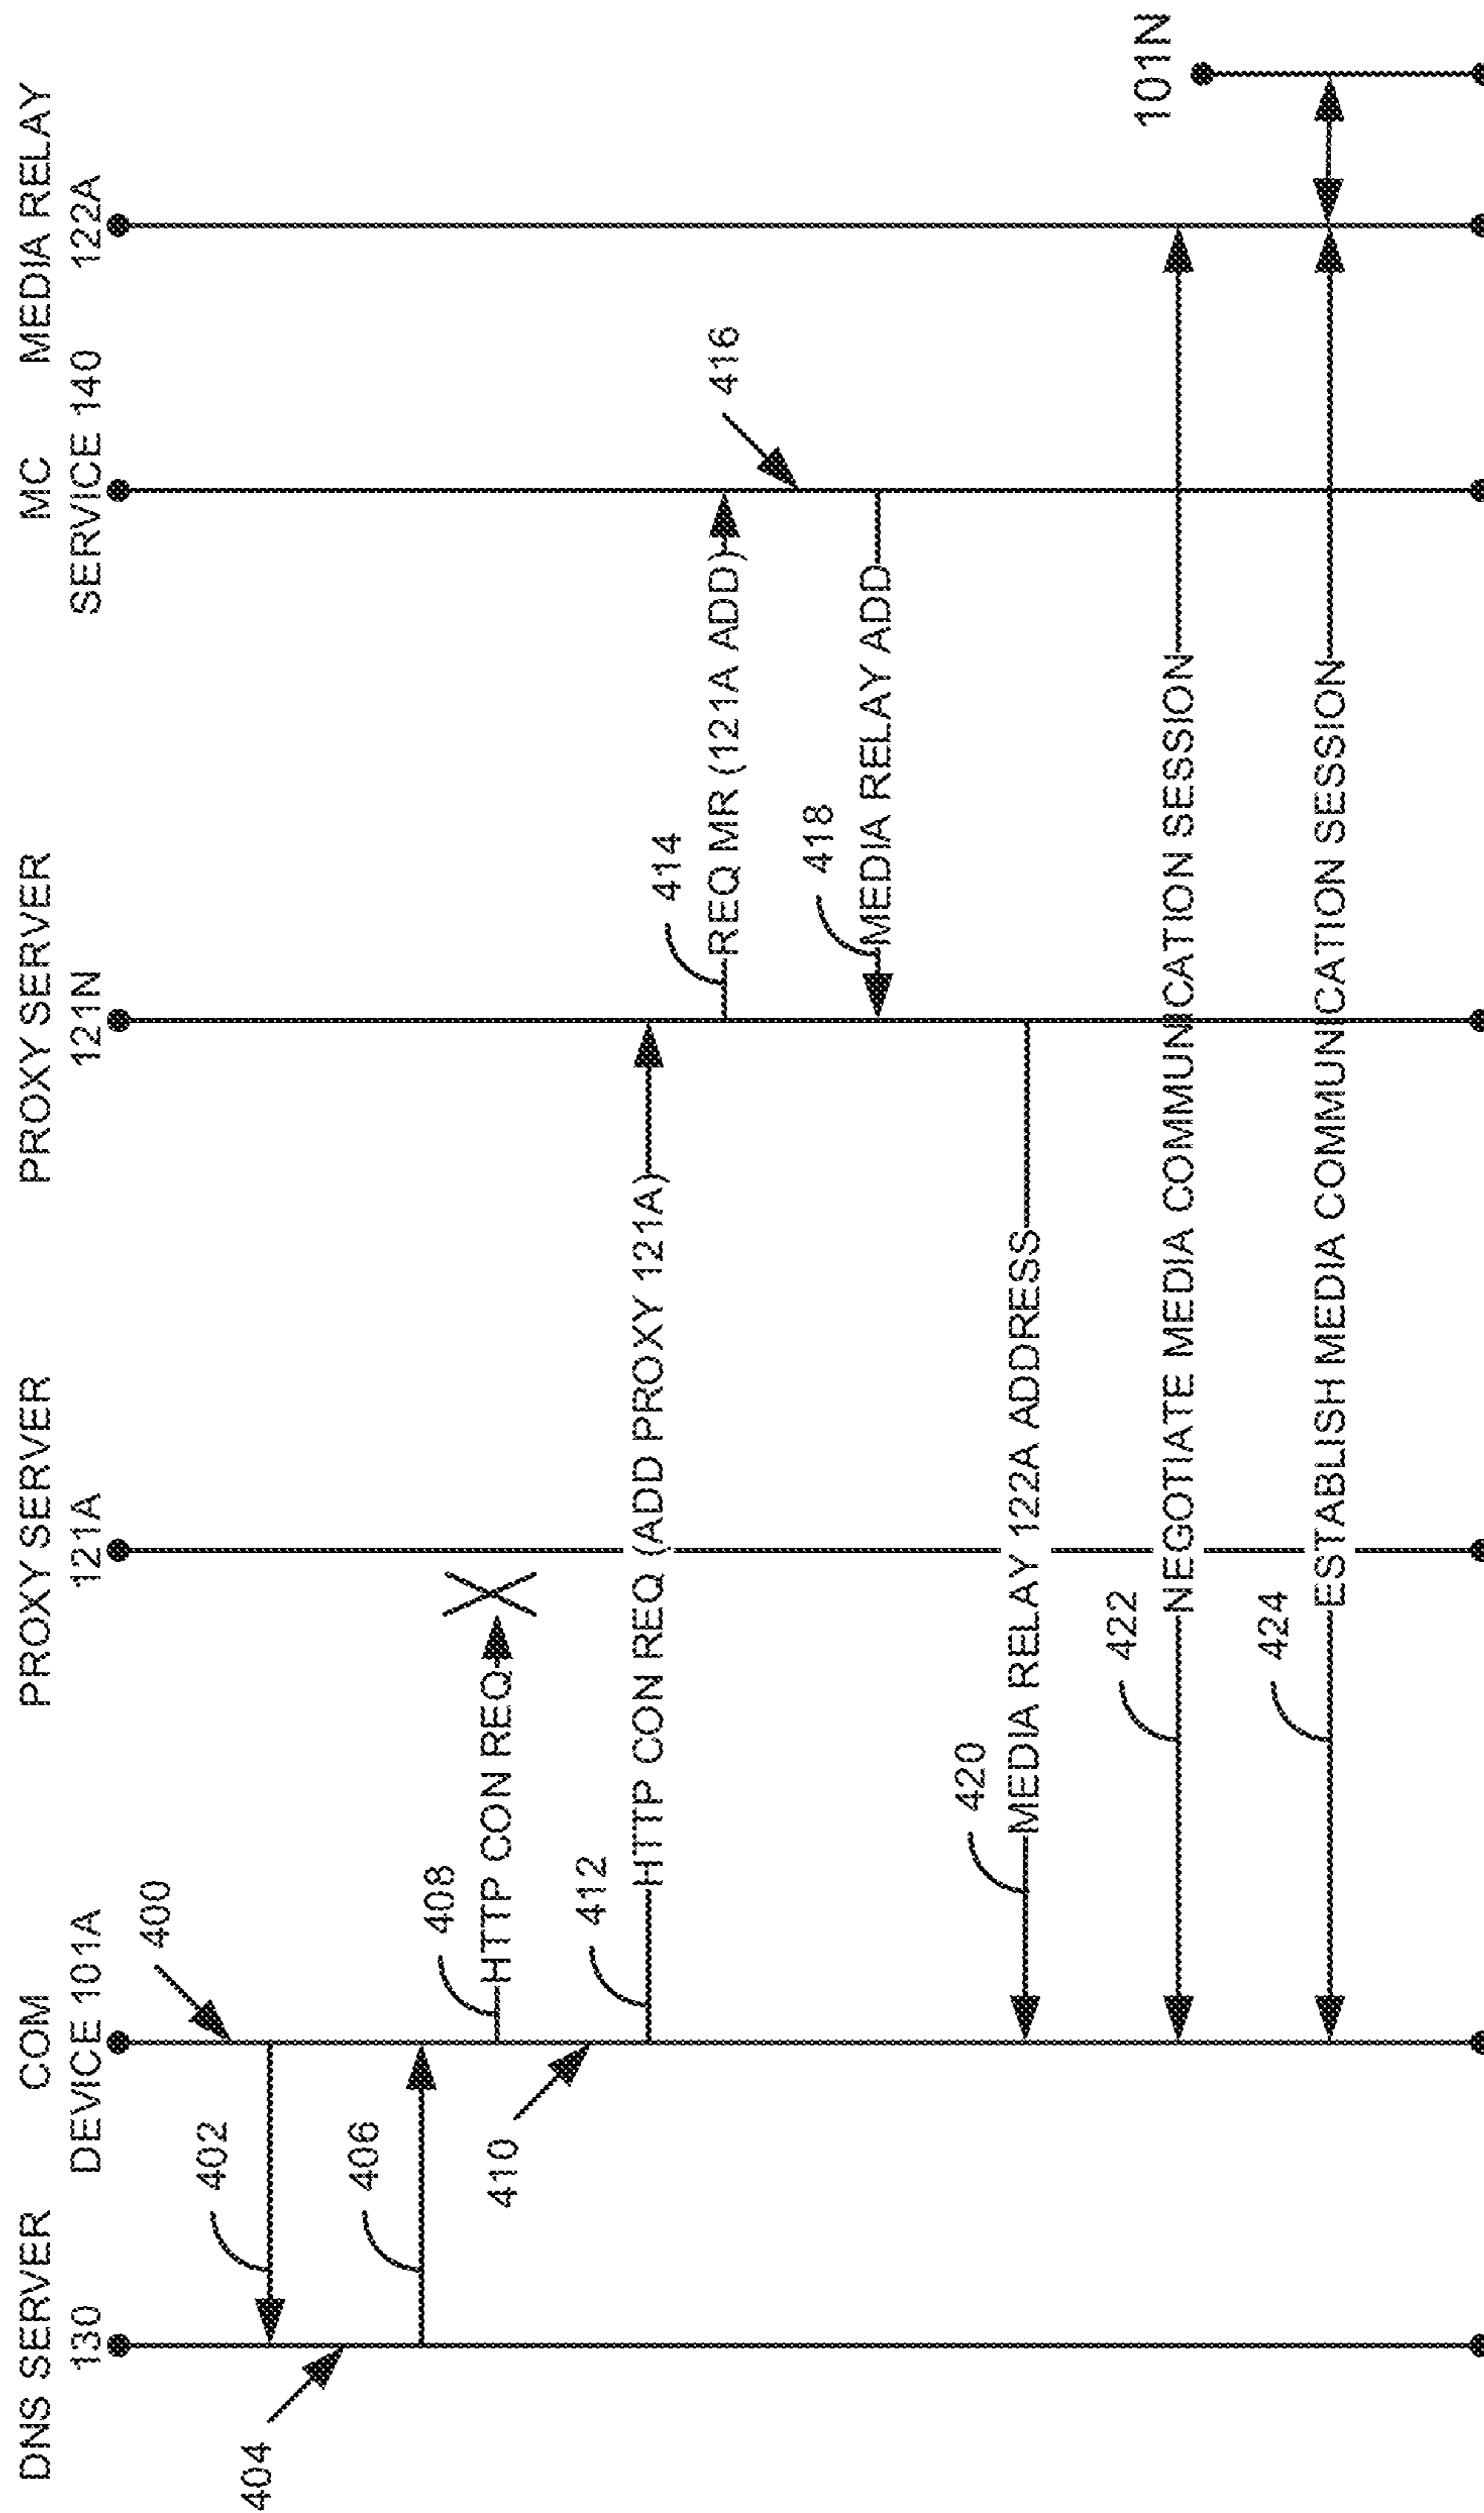 DNS SERVER
130
COM
DEVICE 101A
PROXY SERVER
121A
PROXY SERVER
121N
MC
SERVICE 140
MEDIA RELAY
122A
400
402
404
406
408
HTTP CON REQ
410
412
HTTP CON REQ (ADD PROXY 121A)
414
REQ MR (121A ADD)
416
418
MEDIA RELAY ADD
420
MEDIA RELAY 122A ADDRESS
422
NEGOTIATE MEDIA COMMUNICATION SESSION
101N
424
ESTABLISH MEDIA COMMUNICATION SESSION